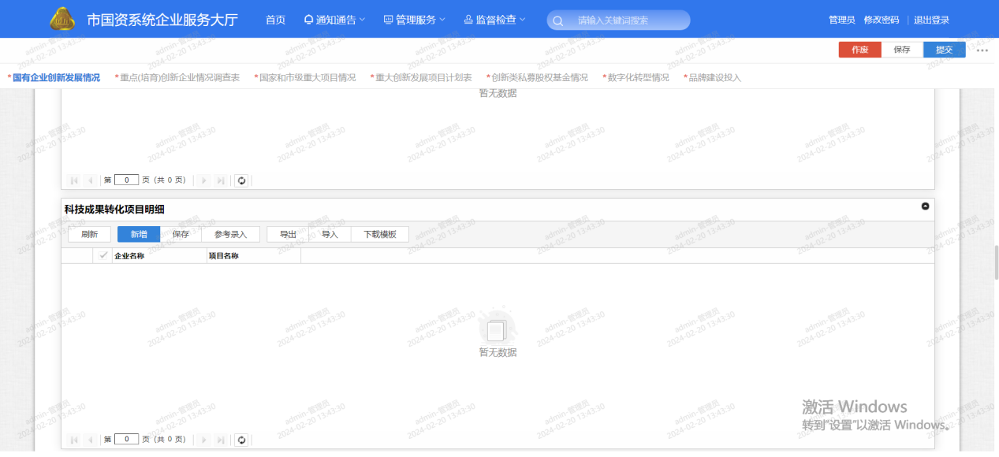 市国资系统企业服务大厅 首页 通知通告 管理服务 监督检查 请输入关键词搜索 管理员 修改密码 | 退出登录
作废 保存 提交
*国有企业创新发展情况 *重点(培育)创新企业情况调查表 *国家和市级重大项目情况 *重大创新发展项目计划表 *创新类私募股权基金情况 *数字化转型情况 *品牌建设投入
暂无数据
第 0 页 (共 0 页)
科技成果转化项目明细
刷新 新增 保存 参考录入 导出 导入 下载模板
企业名称 项目名称
暂无数据
激活 Windows
转到"设置"以激活 Windows。
第 0 页 (共 0 页)
admin-管理员
2024-02-20 13:43:30